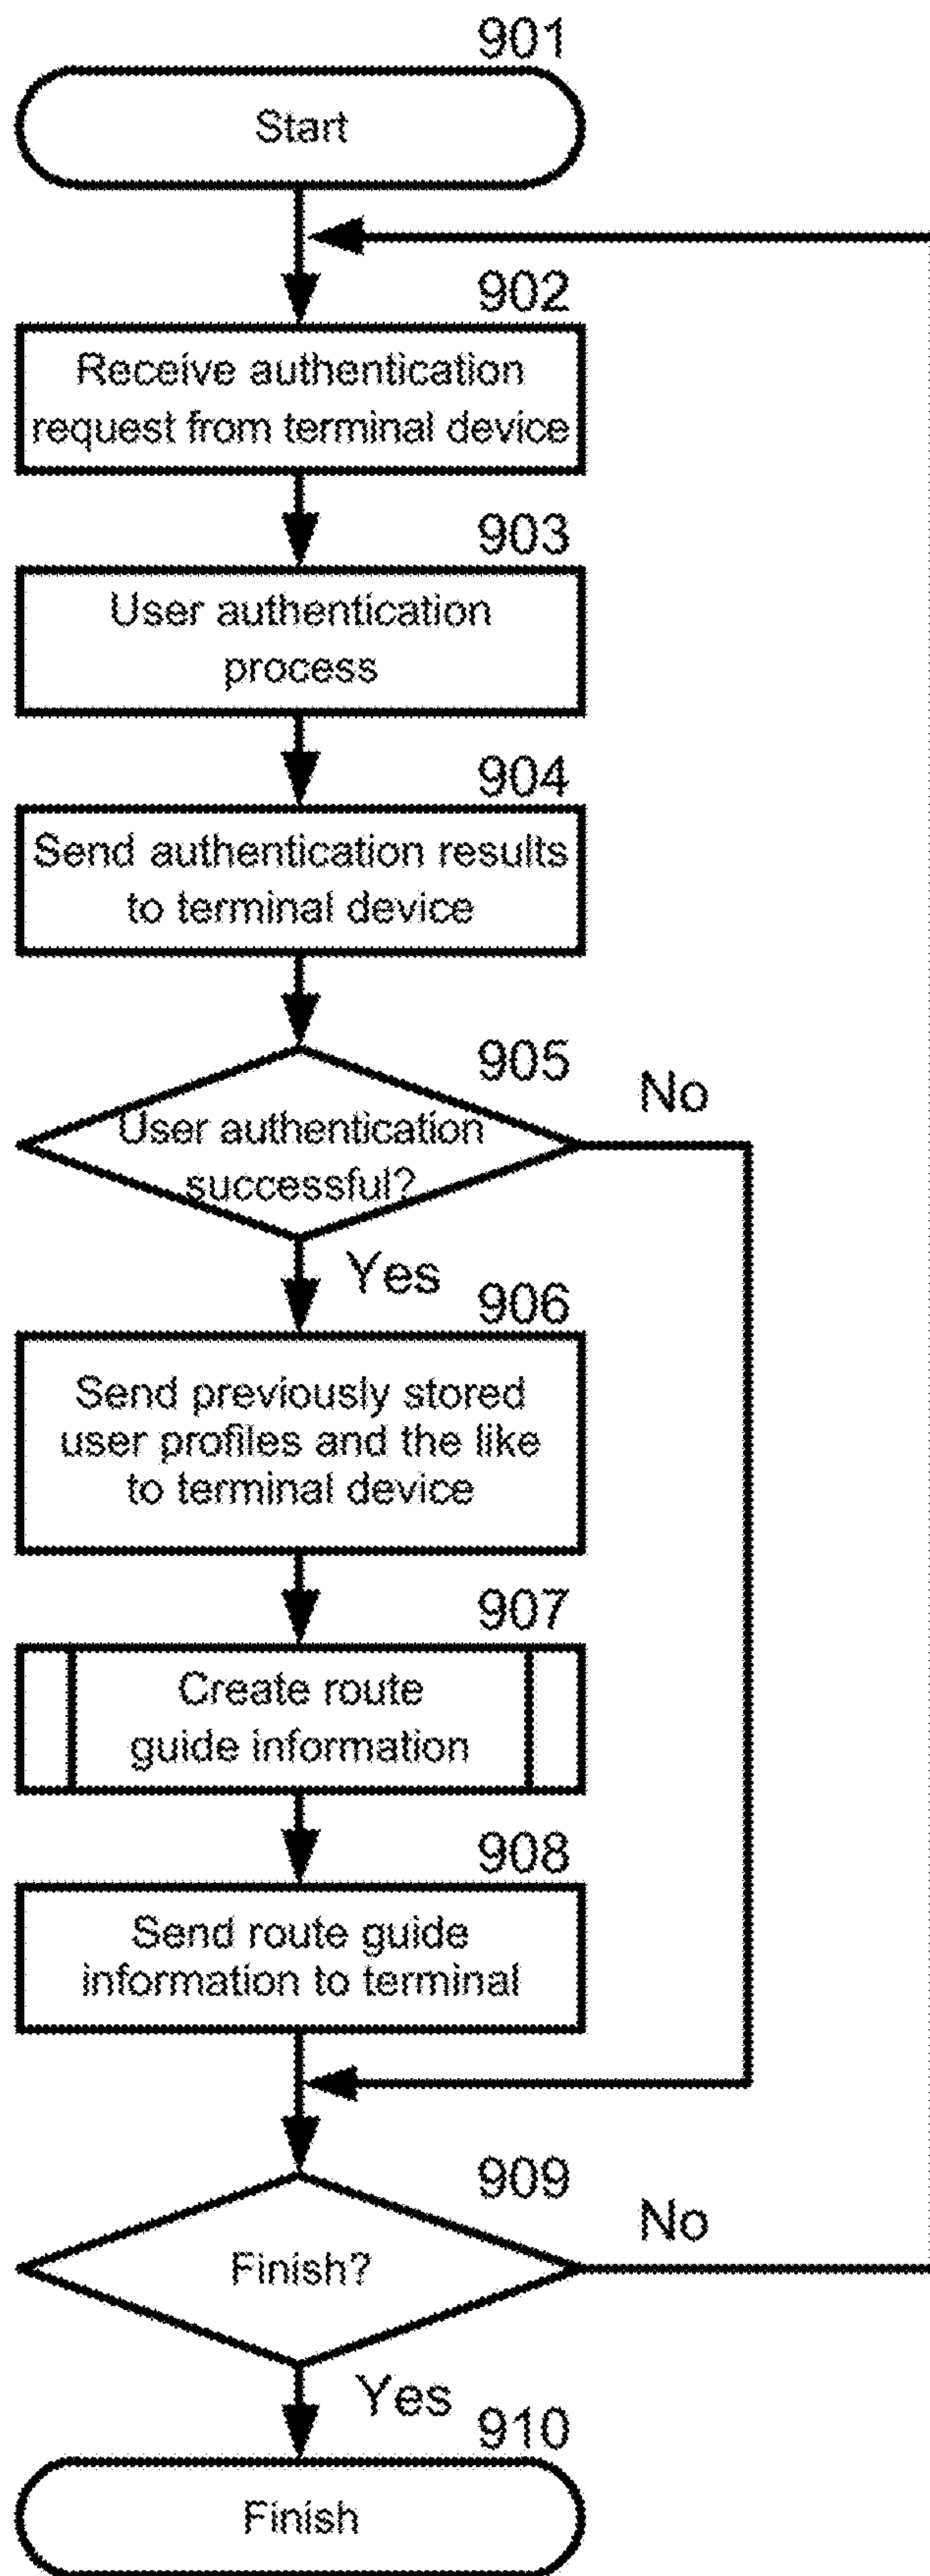 901
Start
902
Receive authentication
request from terminal device
903
User authentication
process
904
Send authentication results
to terminal device
905
No
User authentication
successful?
Yes
906
Send previously stored
user profiles and the like
to terminal device
907
Create route
guide information
908
Send route guide
information to terminal
909
No
Finish?
Yes
910
Finish